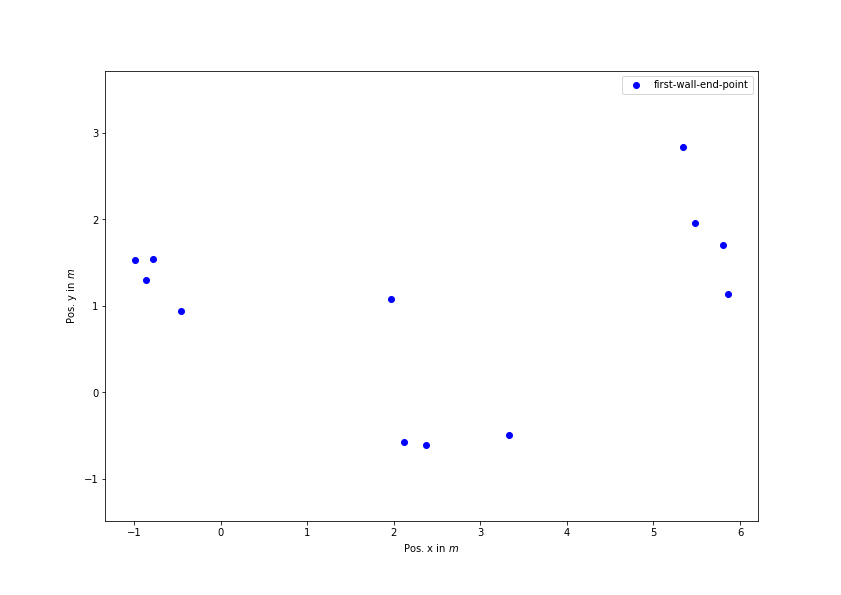 first-wall-end-point
3
2
1
0
−1
Pos. y in m
−1 0 1 2 3 4 5 6
Pos. x in m